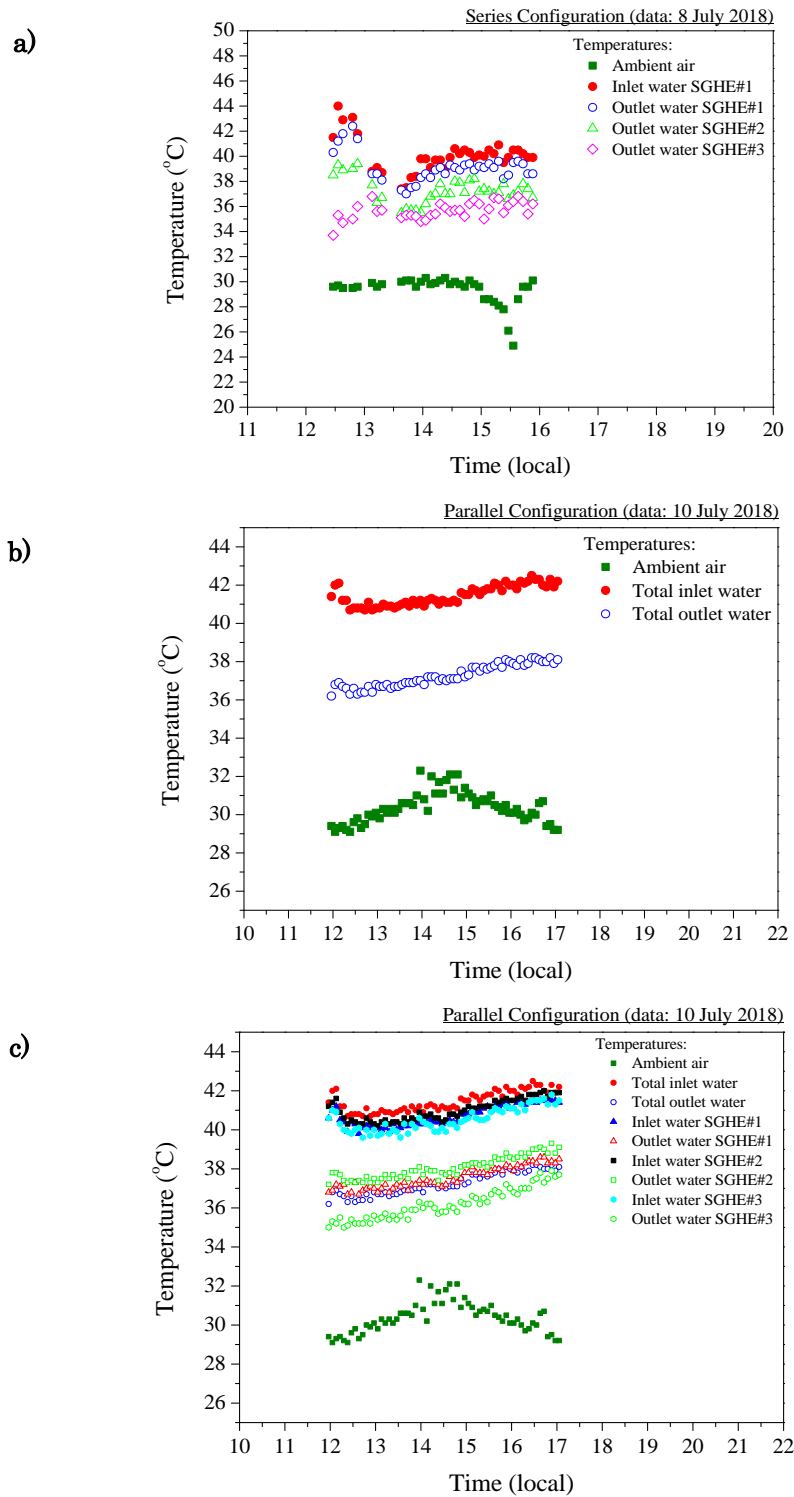 a)
Series Configuration (data: 8 July 2018)
Temperatures:
Ambient air
Inlet water SGHE#1
Outlet water SGHE#1
Outlet water SGHE#2
Outlet water SGHE#3
50
48
46
44
42
40
38
36
34
32
30
28
26
24
22
20
Temperature (°C)
11 12 13 14 15 16 17 18 19 20
Time (local)
b)
Parallel Configuration (data: 10 July 2018)
Temperatures:
Ambient air
Total inlet water
Total outlet water
44
42
40
38
36
34
32
30
28
26
Temperature (°C)
10 11 12 13 14 15 16 17 18 19 20 21 22
Time (local)
c)
Parallel Configuration (data: 10 July 2018)
Temperatures:
Ambient air
Total inlet water
Total outlet water
Inlet water SGHE#1
Outlet water SGHE#1
Inlet water SGHE#2
Outlet water SGHE#2
Inlet water SGHE#3
Outlet water SGHE#3
44
42
40
38
36
34
32
30
28
26
Temperature (°C)
10 11 12 13 14 15 16 17 18 19 20 21 22
Time (local)